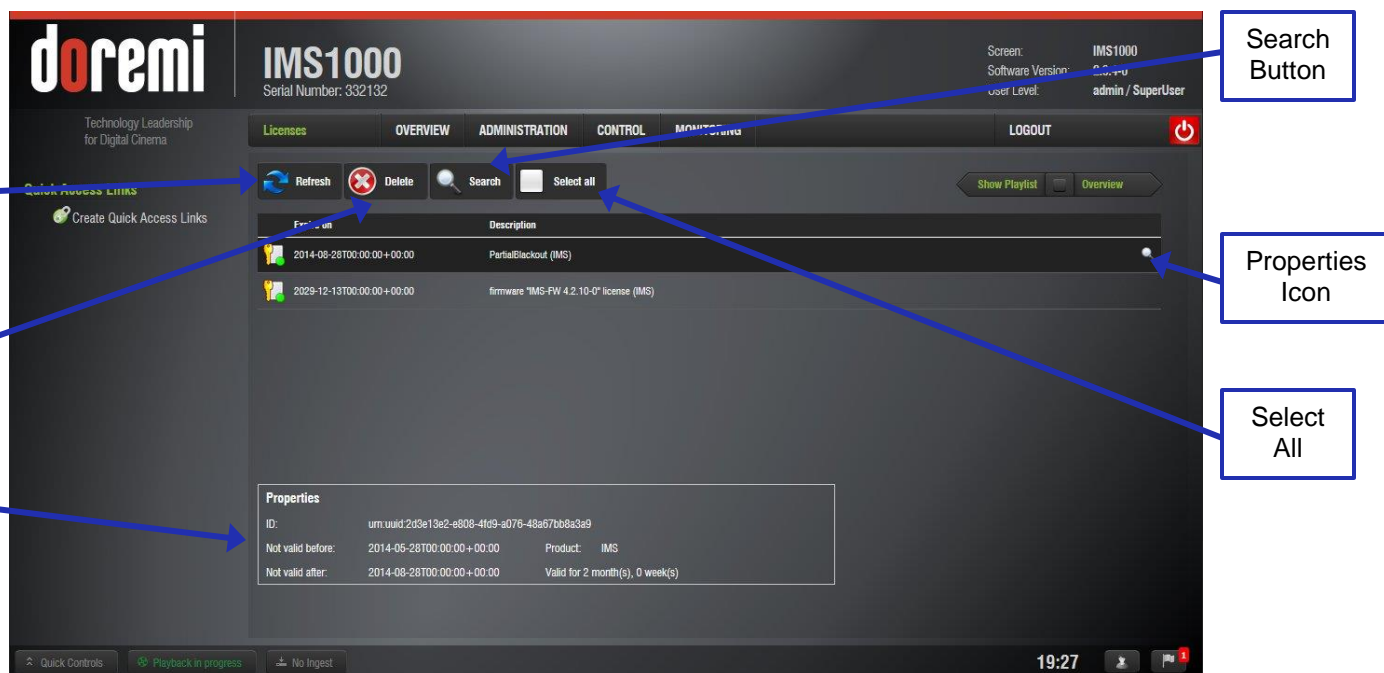 doremi
Technology Leadership
for Digital Cinema
IMS1000
Serial Number: 332132
Screen: IMS1000
Software Version:
User Level: admin / SuperUser
Search
Button
Licenses OVERVIEW ADMINISTRATION CONTROL MONITORING LOGOUT
Quick Access Links
Create Quick Access Links
Refresh Delete Search Select all
Show Playlist Overview
Expire on Description
2014-08-28T00:00:00+00:00 PartialBlackout (IMS)
2029-12-13T00:00:00+00:00 firmware "IMS-FW 4.2.10-0" license (IMS)
Properties
Icon
Select
All
Properties
ID: urn:uuid:2d3e13e2-e808-4fd9-a076-48a67bb8a3a9
Not valid before: 2014-05-28T00:00:00+00:00 Product: IMS
Not valid after: 2014-08-28T00:00:00+00:00 Valid for 2 month(s), 0 week(s)
Quick Controls Playback in progress No Ingest 19:27 1